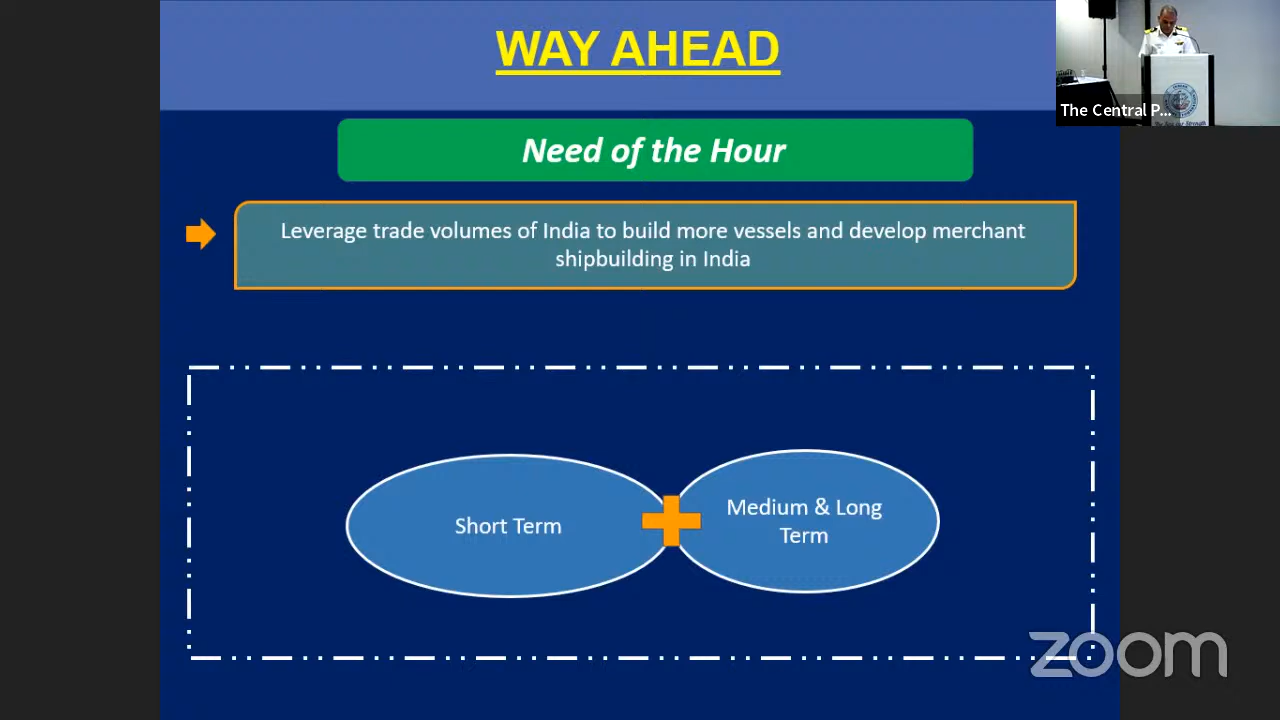 WAY AHEAD
The Central P...
Need of the Hour
Leverage trade volumes of India to build more vessels and develop merchant
shipbuilding in India
Short Term
Medium & Long
Term
zoom